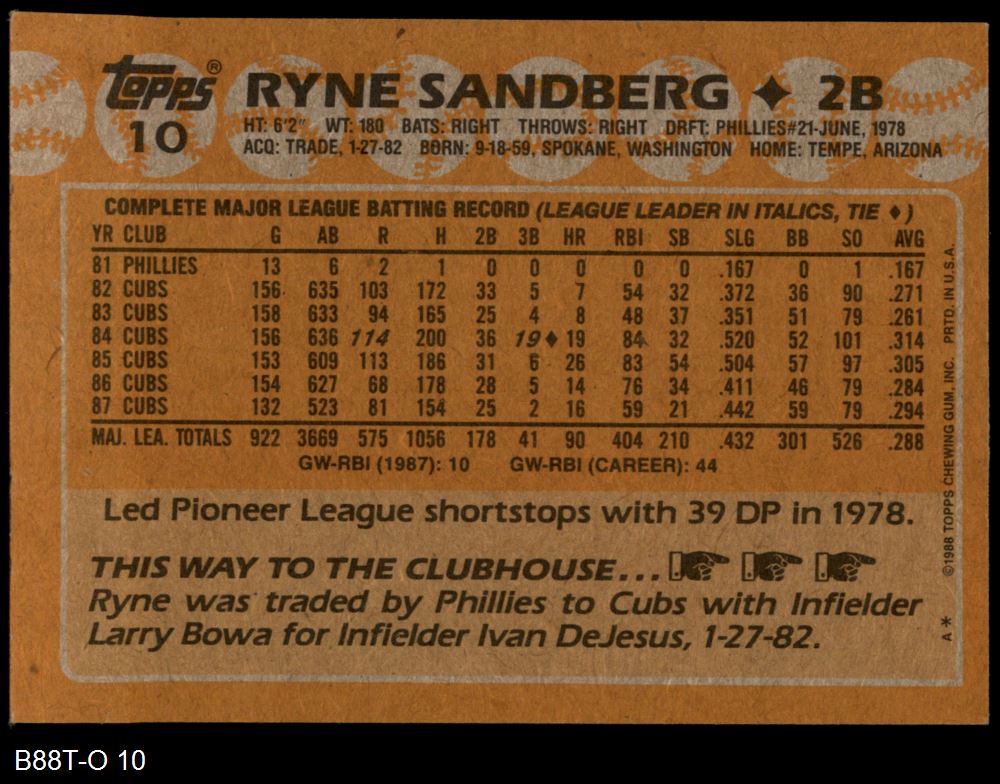 topps® RYNE SANDBERG ♦ 2B
10
HT: 6'2" WT: 180 BATS: RIGHT THROWS: RIGHT DRFT: PHILLIES#21-JUNE, 1978
ACQ: TRADE, 1-27-82 BORN: 9-18-59, SPOKANE, WASHINGTON HOME: TEMPE, ARIZONA
COMPLETE MAJOR LEAGUE BATTING RECORD (LEAGUE LEADER IN ITALICS, TIE ♦)
YR CLUB G AB R H 2B 3B HR RBI SB SLG BB SO AVG
81 PHILLIES 13 6 2 1 0 0 0 0 0 .167 0 1 .167
82 CUBS 156 635 103 172 33 5 7 54 32 .372 36 90 .271
83 CUBS 158 633 94 165 25 4 8 48 37 .351 51 79 .261
84 CUBS 156 636 114 200 36 19♦ 19 84 32 .520 52 101 .314
85 CUBS 153 609 113 186 31 6 26 83 54 .504 57 97 .305
86 CUBS 154 627 68 178 28 5 14 76 34 .411 46 79 .284
87 CUBS 132 523 81 154 25 2 16 59 21 .442 59 79 .294
MAJ. LEA. TOTALS 922 3669 575 1056 178 41 90 404 210 .432 301 526 .288
GW-RBI (1987): 10 GW-RBI (CAREER): 44
Led Pioneer League shortstops with 39 DP in 1978.
THIS WAY TO THE CLUBHOUSE...
Ryne was traded by Phillies to Cubs with Infielder
Larry Bowa for Infielder Ivan DeJesus, 1-27-82.
©1988 TOPPS CHEWING GUM, INC. PRTD. IN U.S.A.
A*
B88T-O 10